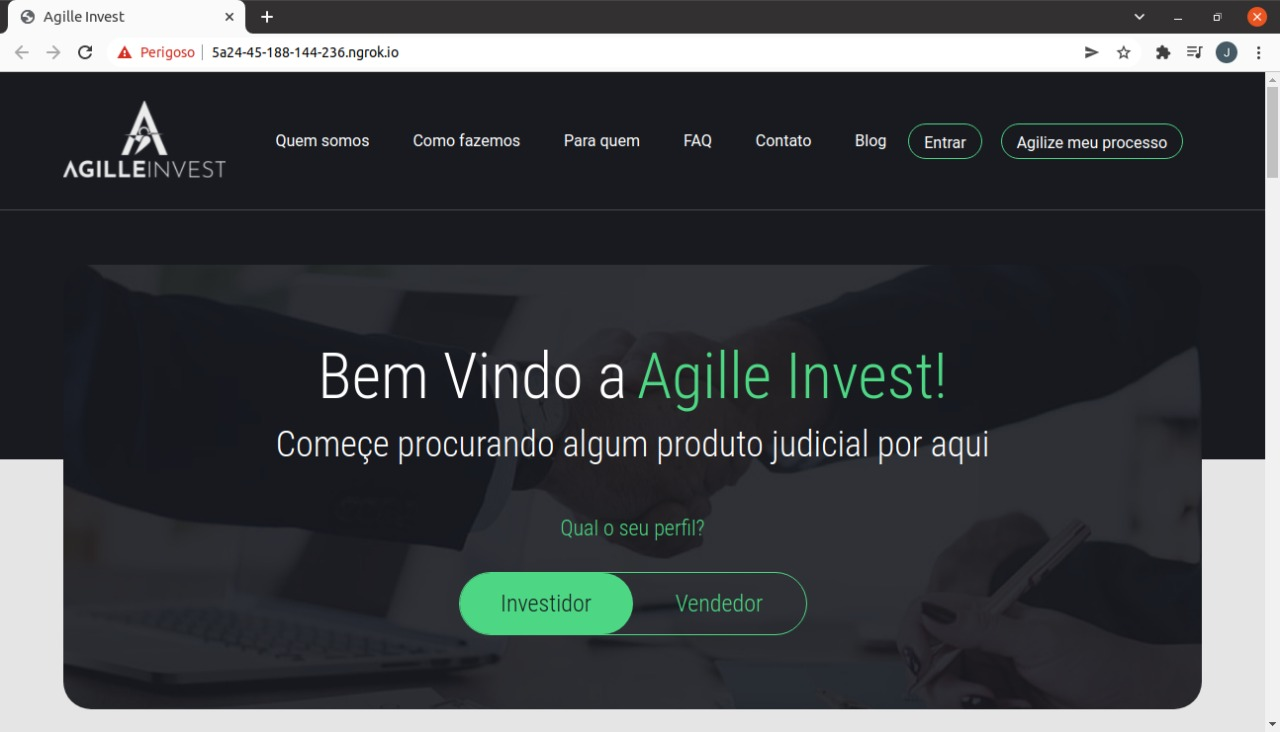 Agille Invest
Perigoso
5a24-45-188-144-236.ngrok.io
J
AGILLEINVEST
Quem somos
Como fazemos
Para quem
FAQ
Contato
Blog
Entrar
Agilize meu processo
Bem Vindo a Agille Invest!
Começe procurando algum produto judicial por aqui
Qual o seu perfil?
Investidor
Vendedor